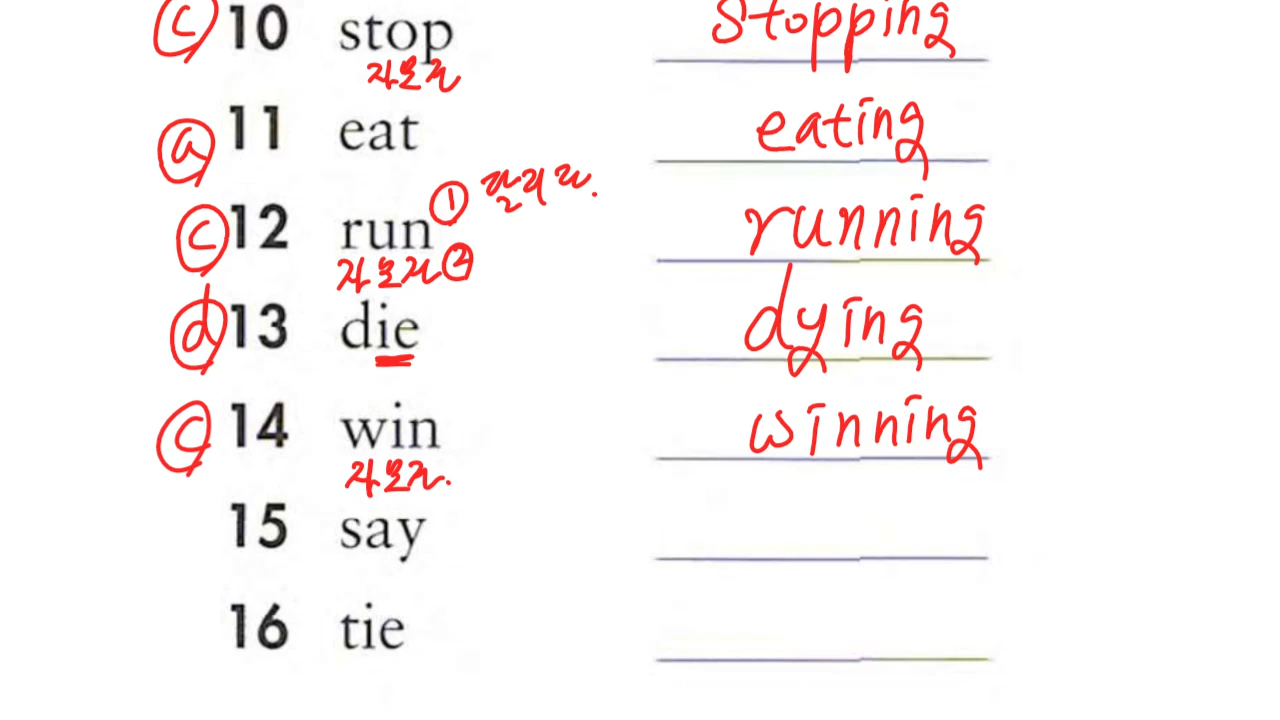 ⓒ 10 stop stopping
자모자
ⓐ 11 eat eating
ⓒ 12 run ① 달리다. running
자모자 ②
ⓓ 13 die dying
ⓒ 14 win winning
자모자.
15 say
16 tie